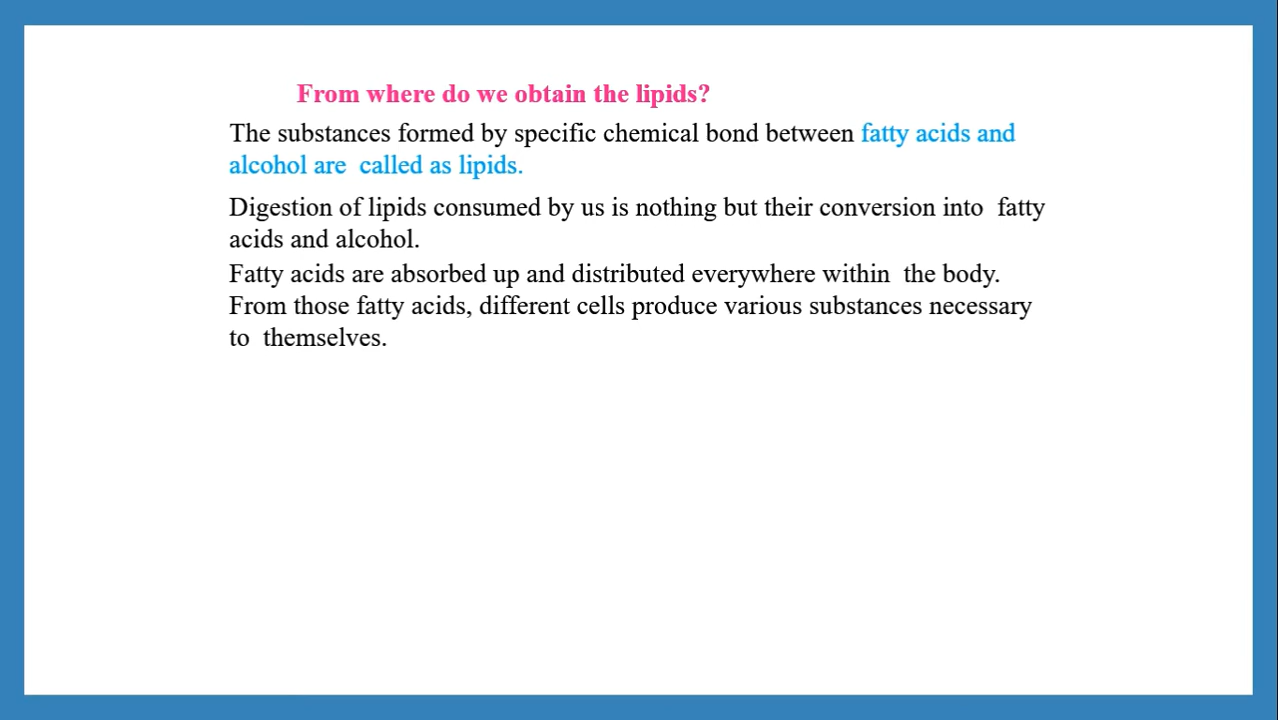 From where do we obtain the lipids?
The substances formed by specific chemical bond between fatty acids and
alcohol are called as lipids.
Digestion of lipids consumed by us is nothing but their conversion into fatty
acids and alcohol.
Fatty acids are absorbed up and distributed everywhere within the body.
From those fatty acids, different cells produce various substances necessary
to themselves.